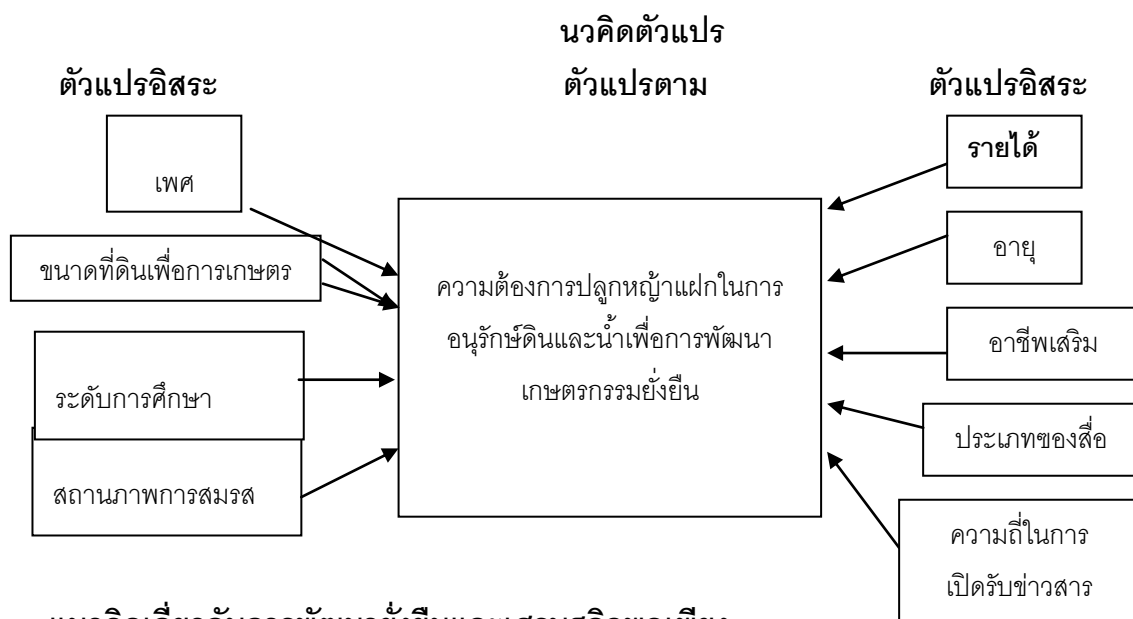 นวคิดตัวแปร
ตัวแปรอิสระ
ตัวแปรตาม
ตัวแปรอิสระ
เพศ
ขนาดที่ดินเพื่อการเกษตร
ระดับการศึกษา
สถานภาพการสมรส
ความต้องการปลูกหญ้าแฝกในการ
อนุรักษ์ดินและน้ำเพื่อการพัฒนา
เกษตรกรรมยั่งยืน
รายได้
อายุ
อาชีพเสริม
ประเภทของสื่อ
ความถี่ในการ
เปิดรับข่าวสาร